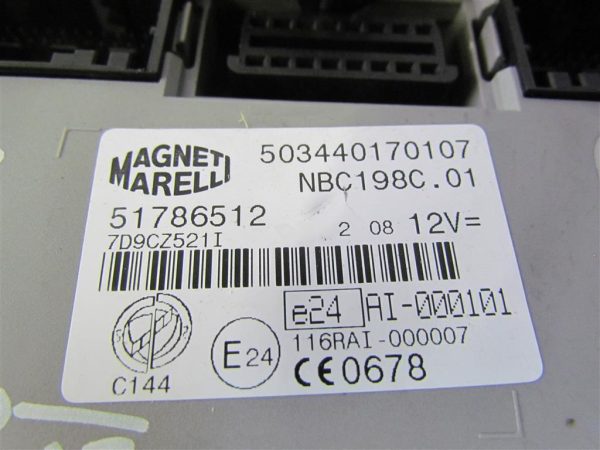 MAGNETI MARELLI
503440170107
NBC198C.01
51786512
2 08 12V=
7D9CZ521I
e24 AI-000101
116RAI-000007
E24
CE0678
C144